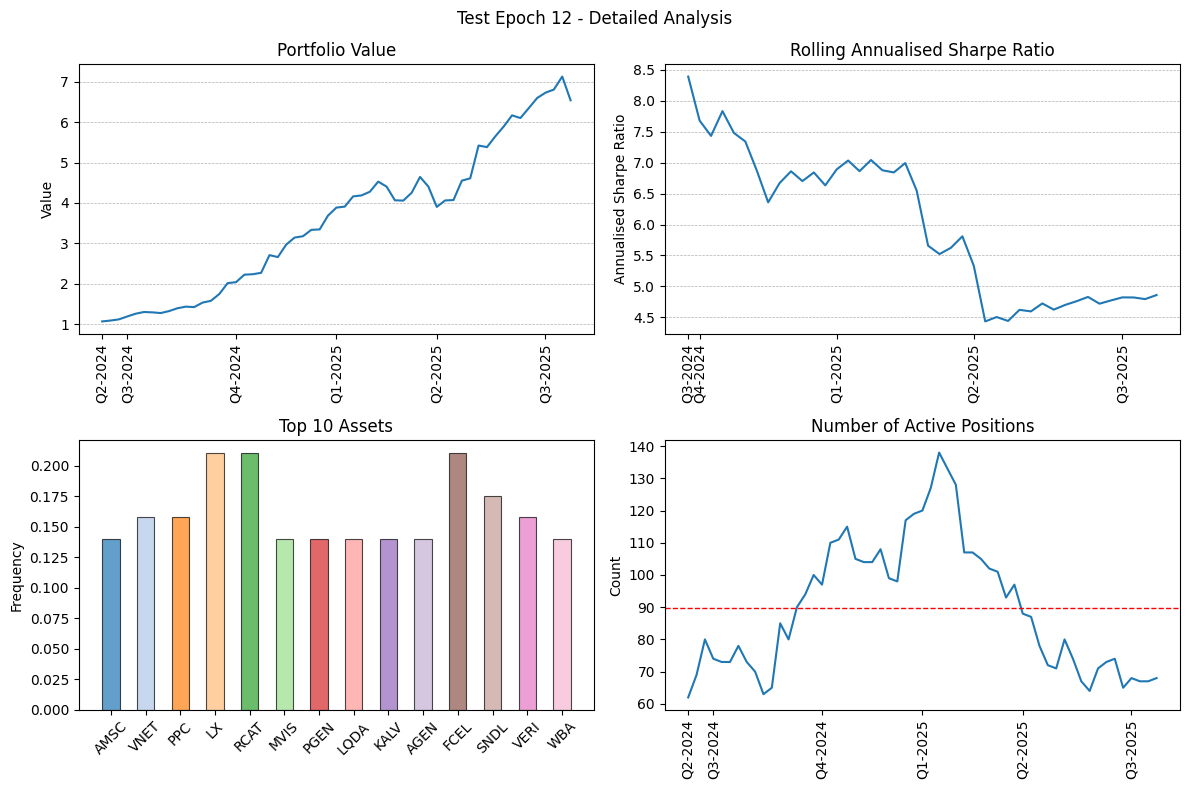 Test Epoch 12 - Detailed Analysis
Portfolio Value
Value
7
6
5
4
3
2
1
Q2-2024
Q3-2024
Q4-2024
Q1-2025
Q2-2025
Q3-2025
Rolling Annualised Sharpe Ratio
Annualised Sharpe Ratio
8.5
8.0
7.5
7.0
6.5
6.0
5.5
5.0
4.5
Q3-2024
Q4-2024
Q1-2025
Q2-2025
Q3-2025
Top 10 Assets
Frequency
0.200
0.175
0.150
0.125
0.100
0.075
0.050
0.025
0.000
AMSC
VNET
PPC
LX
RCAT
MVIS
PGEN
LQDA
KALV
AGEN
FCEL
SNDL
VERI
WBA
Number of Active Positions
Count
140
130
120
110
100
90
80
70
60
Q2-2024
Q3-2024
Q4-2024
Q1-2025
Q2-2025
Q3-2025